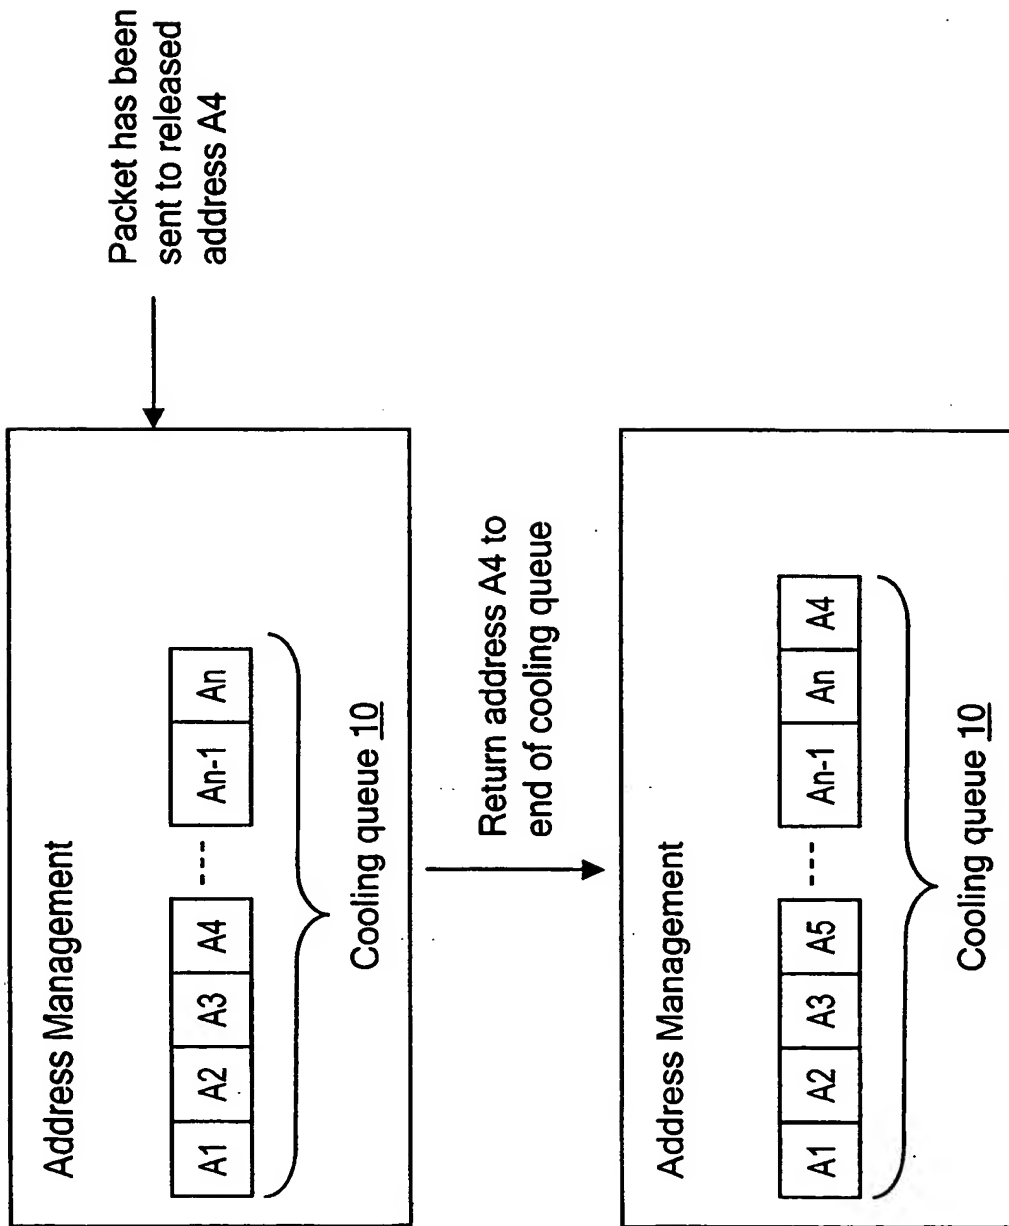 Packet has been
sent to released
address A4
Address Management
A1 A2 A3 A4 ---- An-1 An
Cooling queue 10
Return address A4 to
end of cooling queue
Address Management
A1 A2 A3 A5 ---- An-1 An A4
Cooling queue 10